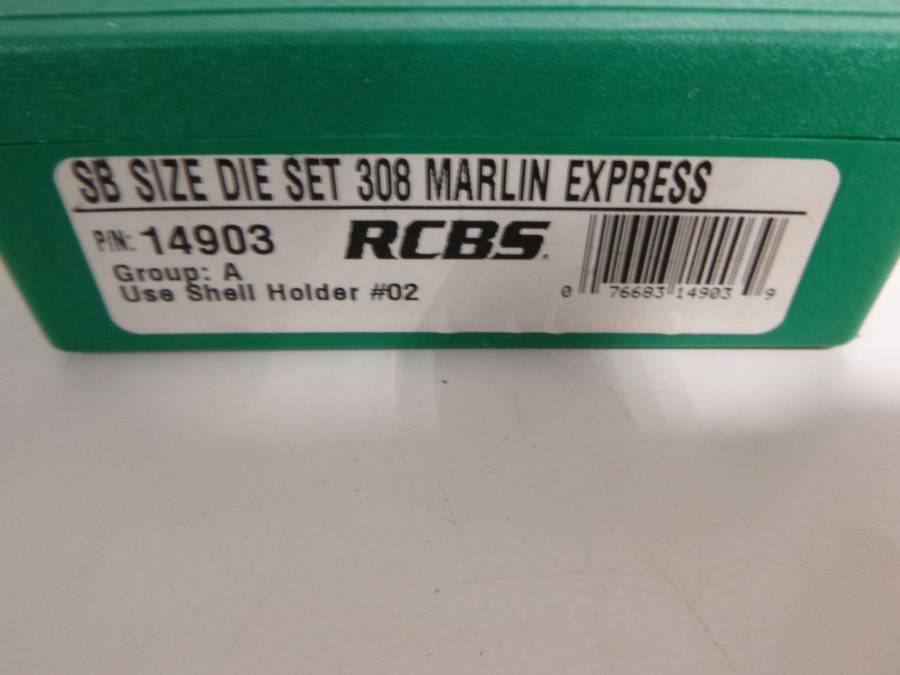 SB SIZE DIE SET 308 MARLIN EXPRESS
P/N: 14903 RCBS.
Group: A
Use Shell Holder #02
0 76683 14903 9